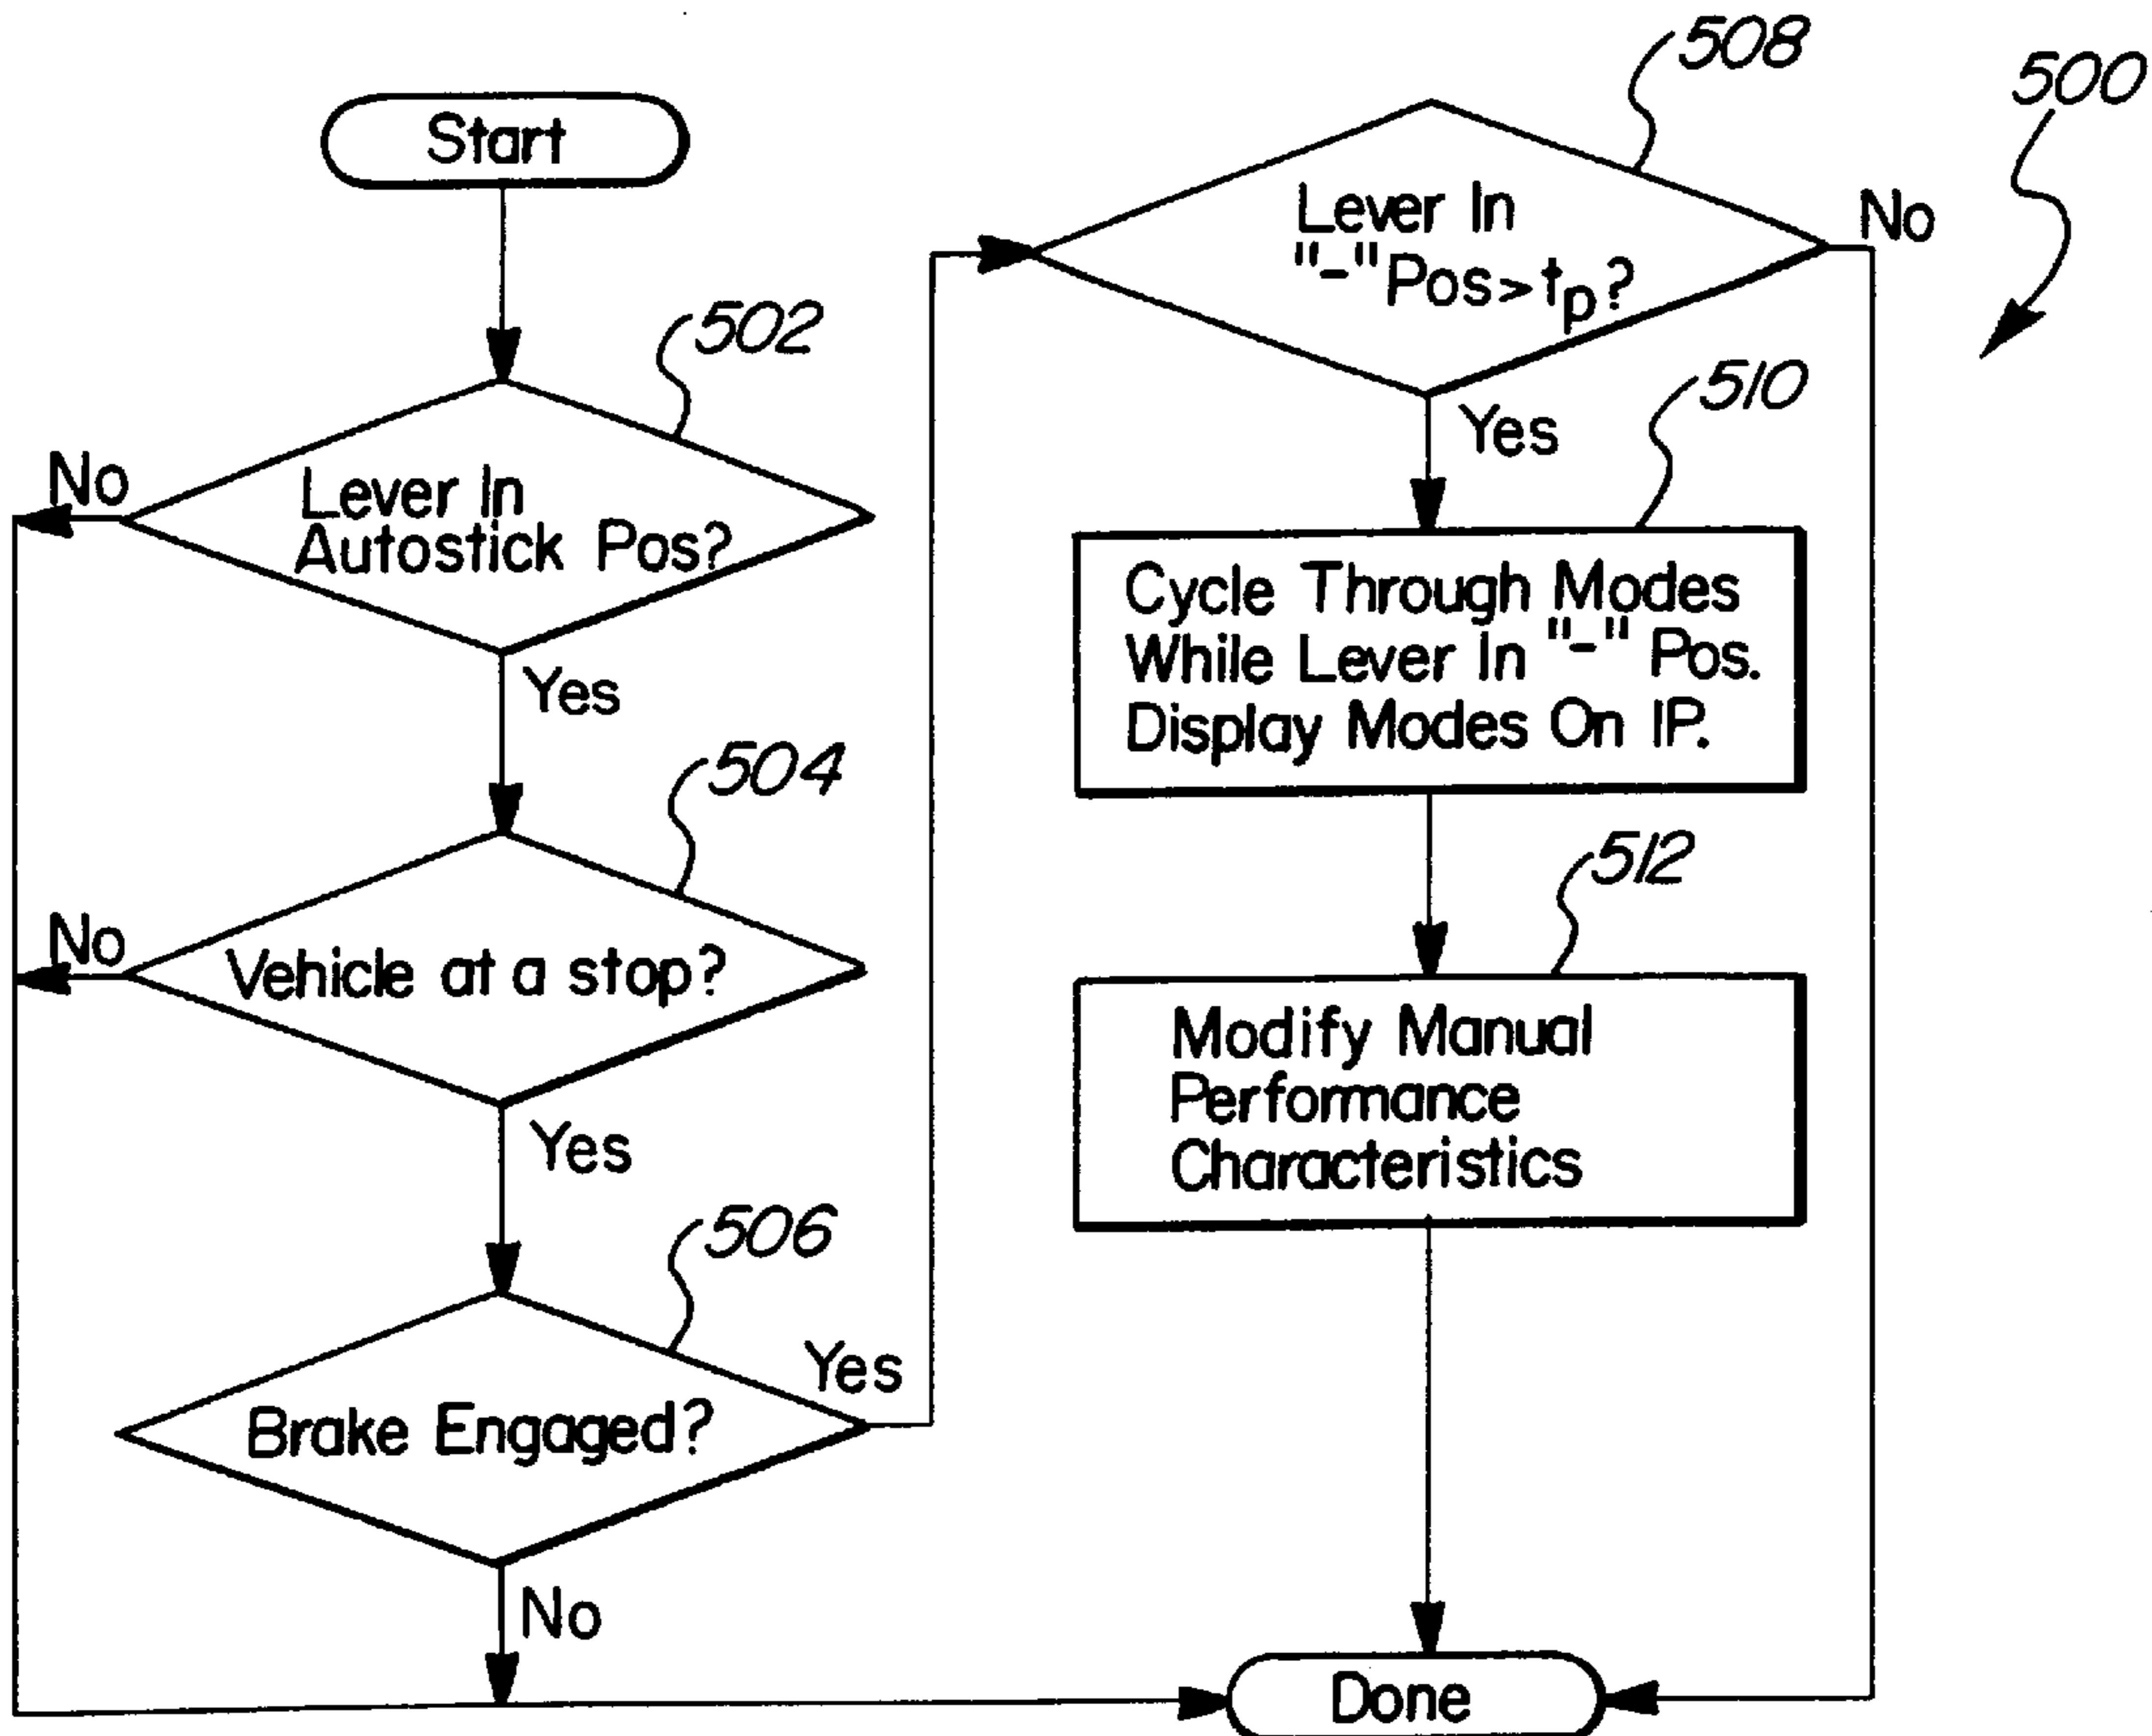 Start
502
No
Lever In
Autostick Pos?
Yes
504
No
Vehicle at a stop?
Yes
506
Yes
Brake Engaged?
No
508
500
Lever In
"-" Pos > tp?
No
Yes
510
Cycle Through Modes
While Lever In "-" Pos.
Display Modes On IP.
512
Modify Manual
Performance
Characteristics
Done